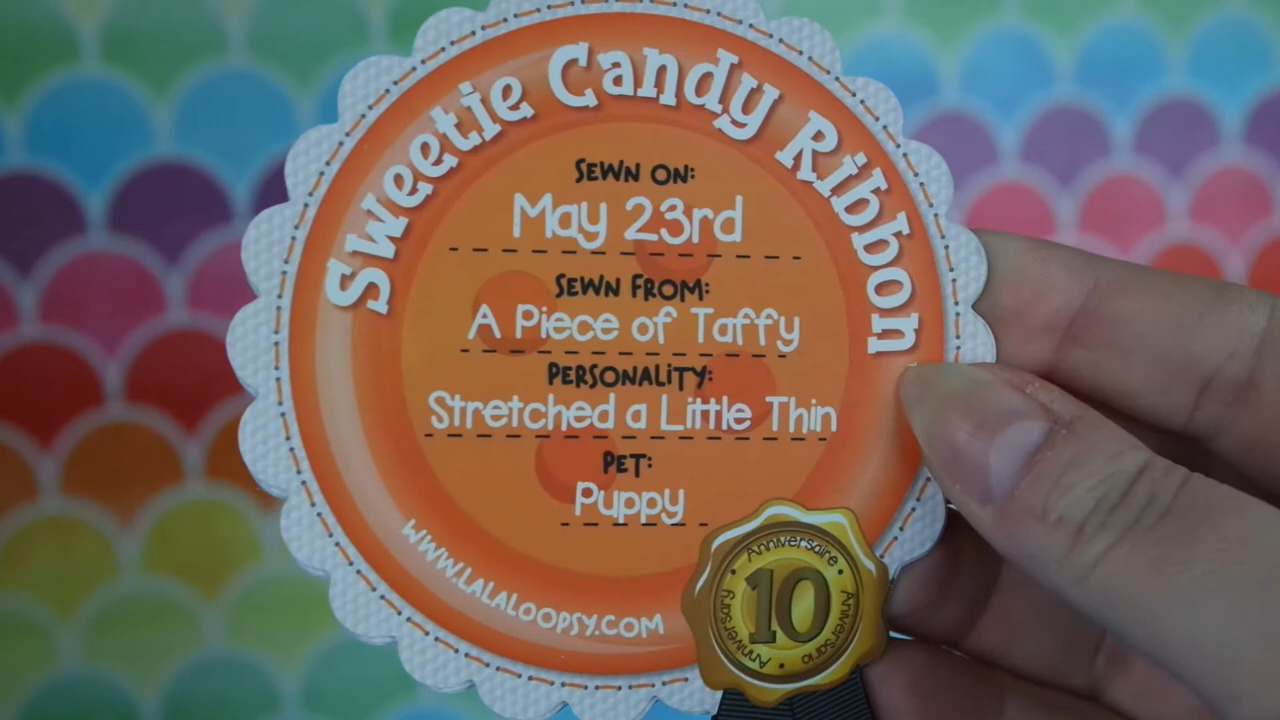 Sweetie Candy Ribbon
SEWN ON:
May 23rd
SEWN FROM:
A Piece of Taffy
PERSONALITY:
Stretched a Little Thin
PET:
Puppy
WWW.LALALOOPSY.COM
Anniversaire
10
Anniversary
Aniversario